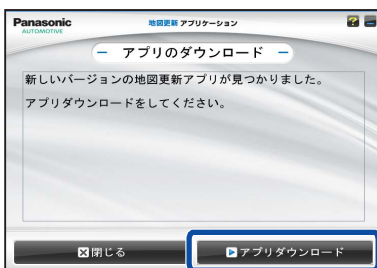 Panasonic
AUTOMOTIVE
地図更新 アプリケーション
アプリのダウンロード
新しいバージョンの地図更新アプリが見つかりました。
アプリダウンロードをしてください。
閉じる
アプリダウンロード